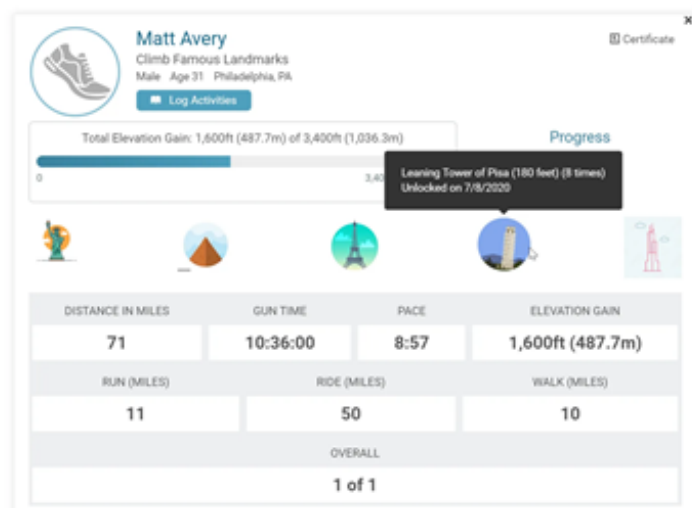 Matt Avery
Climb Famous Landmarks
Male Age 31 Philadelphia, PA
Log Activities
Certificate
Total Elevation Gain: 1,600ft (487.7m) of 3,400ft (1,036.3m)
Progress
0
3,40
Leaning Tower of Pisa (180 feet) (8 times)
Unlocked on 7/8/2020
DISTANCE IN MILES GUN TIME PACE ELEVATION GAIN
71 10:36:00 8:57 1,600ft (487.7m)
RUN (MILES) RIDE (MILES) WALK (MILES)
11 50 10
OVERALL
1 of 1